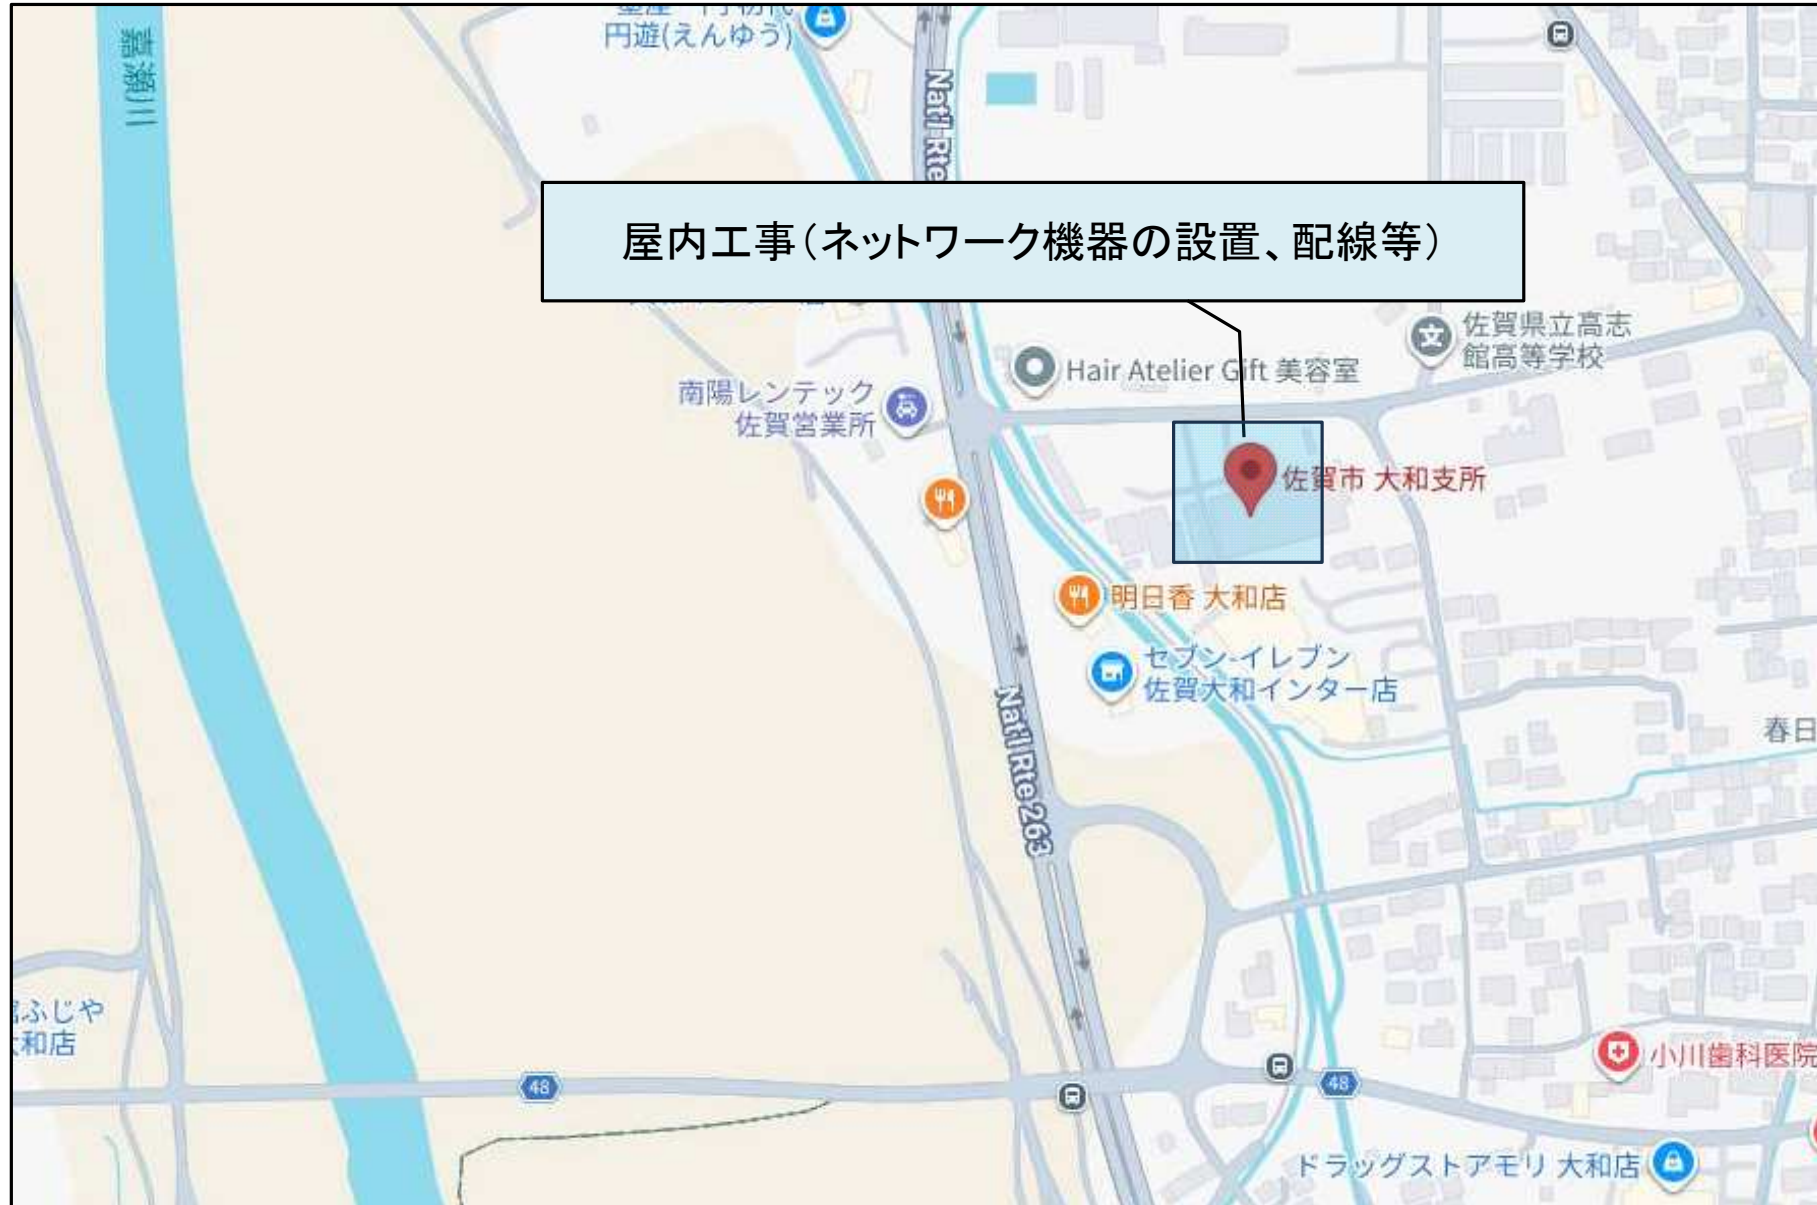 円遊(えんゆう)
嘉瀬川
Nat'l Rte
屋内工事(ネットワーク機器の設置、配線等)
佐賀県立高志
館高等学校
Hair Atelier Gift 美容室
南陽レンテック
佐賀営業所
佐賀市 大和支所
明日香 大和店
セブン-イレブン
佐賀大和インター店
Nat'l Rte 263
春日
ふじや
和店
小川歯科医院
48
48
ドラッグストアモリ 大和店